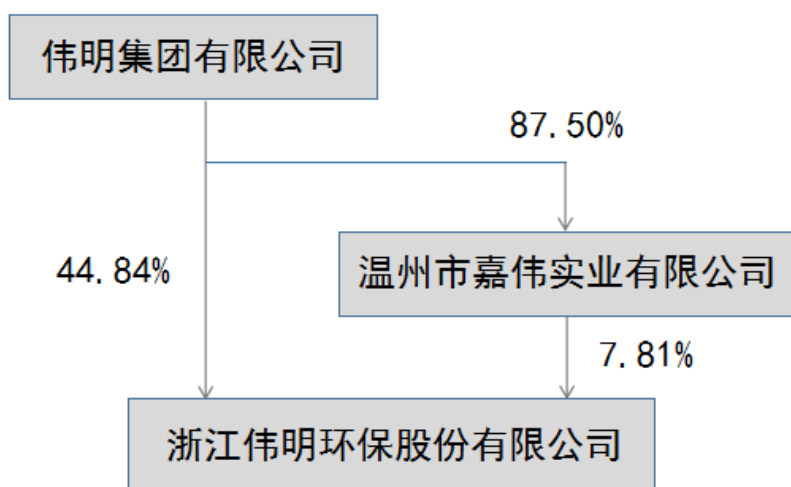 伟明集团有限公司
87.50%
44.84%
温州市嘉伟实业有限公司
7.81%
浙江伟明环保股份有限公司